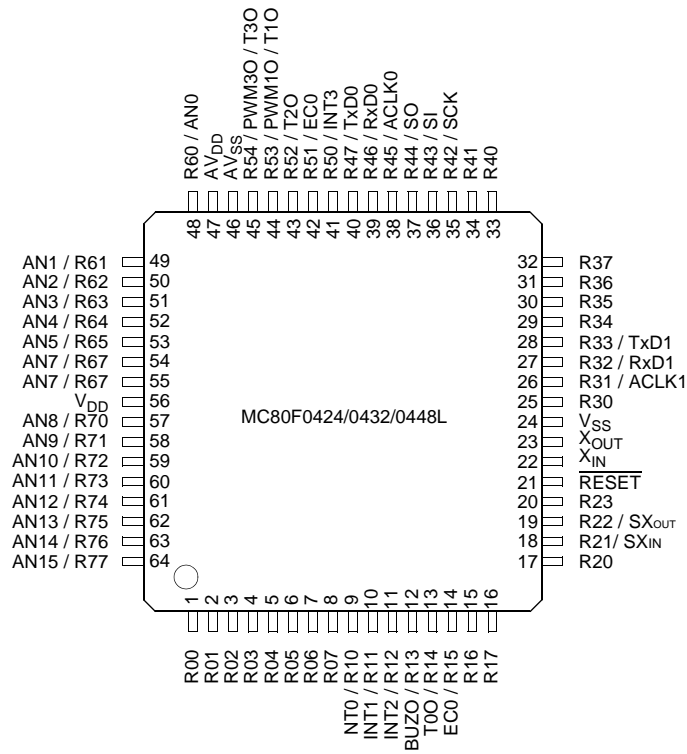 R60 / AN0
AVDD
AVSS
R54 / PWM3O / T3O
R53 / PWM1O / T1O
R52 / T2O
R51 / EC0
R50 / INT3
R47 / TxD0
R46 / RxD0
R45 / ACLK0
R44 / SO
R43 / SI
R42 / SCK
R41
R40
48
47
46
45
44
43
42
41
40
39
38
37
36
35
34
33
AN1 / R61 49
AN2 / R62 50
AN3 / R63 51
AN4 / R64 52
AN5 / R65 53
AN7 / R67 54
AN7 / R67 55
VDD 56
AN8 / R70 57
AN9 / R71 58
AN10 / R72 59
AN11 / R73 60
AN12 / R74 61
AN13 / R75 62
AN14 / R76 63
AN15 / R77 64
MC80F0424/0432/0448L
32 R37
31 R36
30 R35
29 R34
28 R33 / TxD1
27 R32 / RxD1
26 R31 / ACLK1
25 R30
24 VSS
23 XOUT
22 XIN
21 RESET
20 R23
19 R22 / SXOUT
18 R21/ SXIN
17 R20
1
2
3
4
5
6
7
8
9
10
11
12
13
14
15
16
R00
R01
R02
R03
R04
R05
R06
R07
NT0 / R10
INT1 / R11
INT2 / R12
BUZO / R13
T0O / R14
EC0 / R15
R16
R17